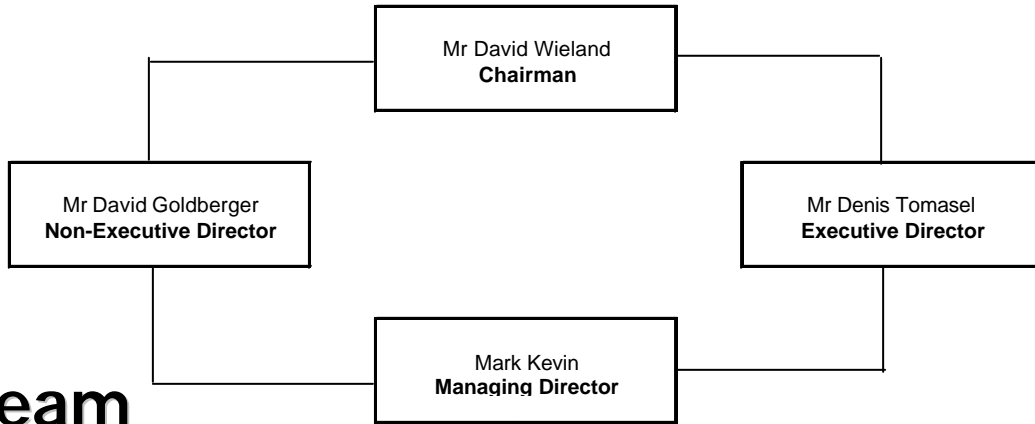 Mr David Wieland
Chairman
Mr David Goldberger
Non-Executive Director
Mr Denis Tomasel
Executive Director
Mark Kevin
Managing Director
eam